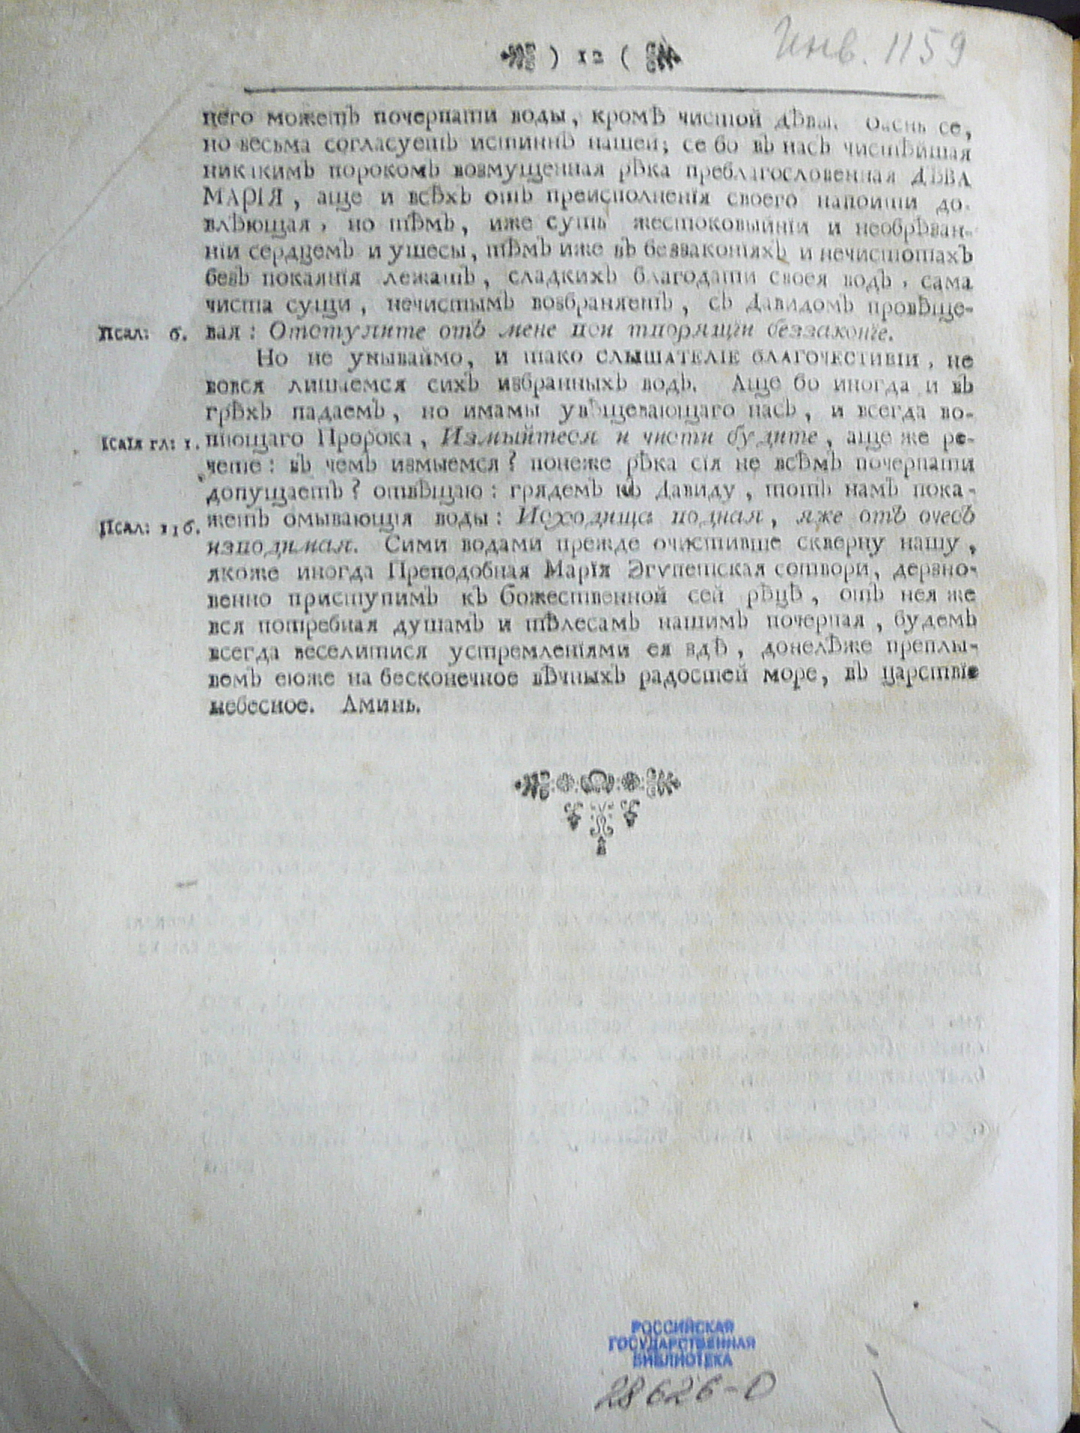 Инв. 1159
) 12 (
него можетъ почерпати воды, кромѣ чистой дѣвы. се,
но весьма согласуетъ истиннѣ нашей; се бо въ насъ чистѣйшая
никакимъ порокомъ возмущенная рѣка преблагословенная ДѢВА
МАРІЯ, аще и всѣхъ отъ преисполненія своего напоити до-
влѣющая, но тѣмъ, иже суть жестоковыйніи и необрѣзан-
ніи сердцемъ и ушесы, тѣмъ иже въ беззаконіяхъ и нечистотахъ
безъ покаянія лежатъ, сладкихъ благодати своея водъ, сама
чиста сущи, нечистымъ возбраняетъ, съ Давидомъ провѣще-
Псал: 6. вая: Отступите отъ мене вси творящіи беззаконіе.
Но не унываймо, и тако СЛЫШАТЕЛІЕ БЛАГОЧЕСТИВІИ, не
вовся лишаемся сихъ избранныхъ водъ. Аще бо иногда и въ
грѣхъ падаемъ, но имамы увѣщевающаго насъ, и всегда во-
Ісаія гл: 1. піющаго Пророка, Измыйтеся и чисти будите, аще же ре-
чете: въ чемъ измыемся? понеже рѣка сія не всѣмъ почерпати
допущаетъ? отвѣщаю: грядемъ къ Давиду, тотъ намъ пока-
Псал: 116. жетъ омывающія воды: Исходища водная, яже отъ очесъ
изводимая. Сими водами прежде очистивше скверну нашу,
якоже иногда Преподобная Марія Эгупетская сотвори, дерзно-
венно приступимъ къ божественной сей рѣцѣ, отъ нея же
вся потребная душамъ и тѣлесамъ нашимъ почерпая, будемъ
всегда веселитися устремленіями ея здѣ, донелѣже преплы-
вемъ еюже на бесконечное вѣчныхъ радостей море, въ царствіе
небесное. Аминь.
РОССИЙСКАЯ
ГОСУДАРСТВЕННАЯ
БИБЛИОТЕКА
28626-0